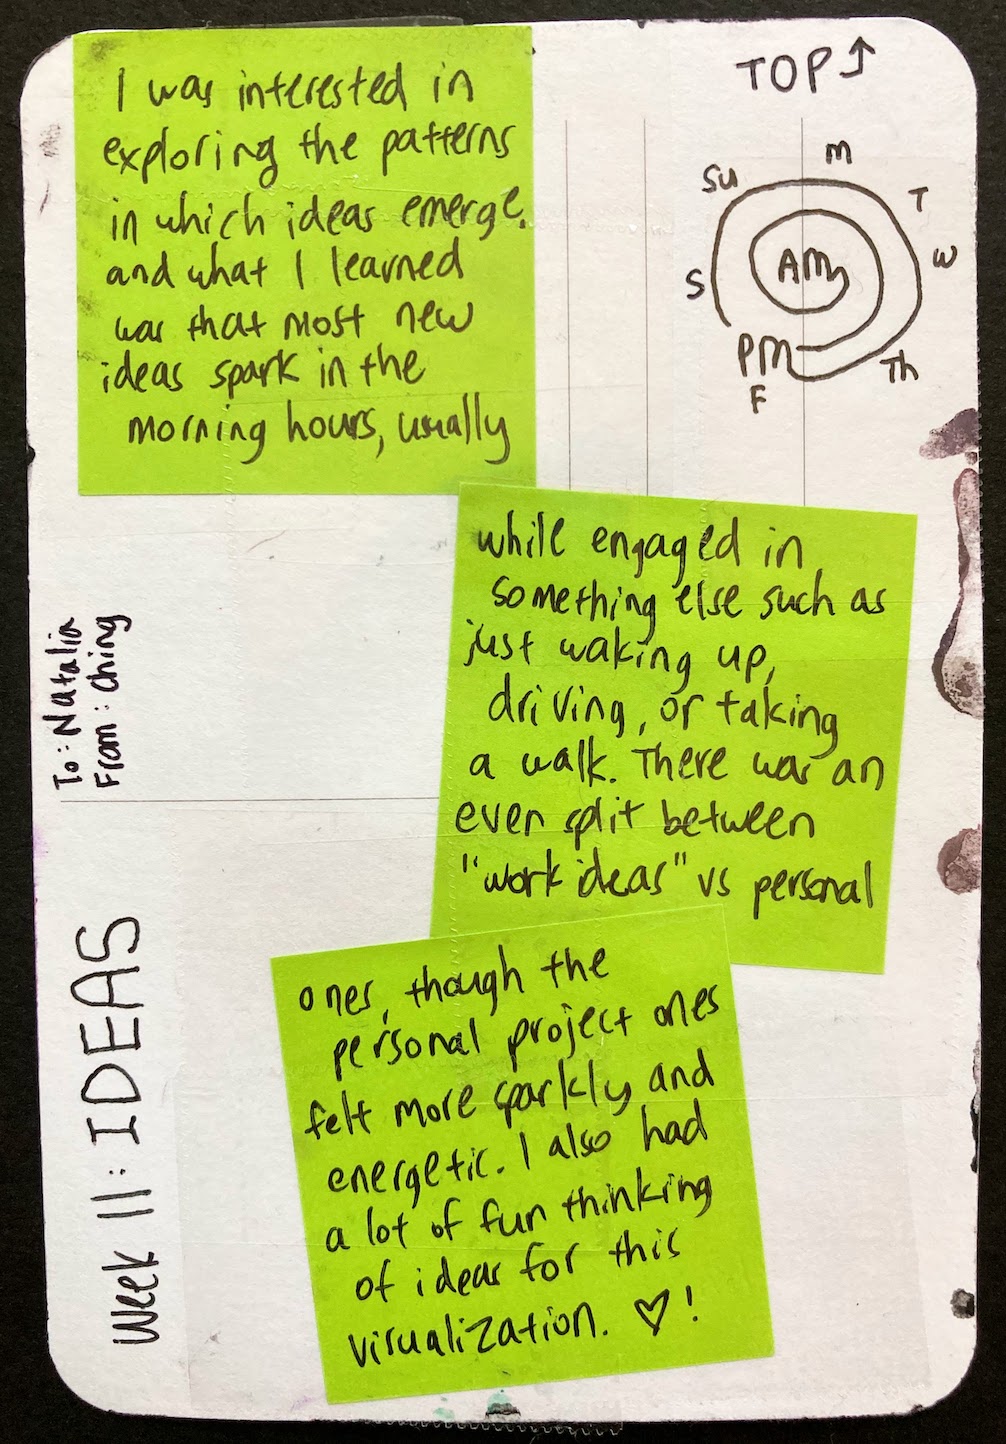 I was interested in
exploring the patterns
in which ideas emerge.
and what I learned
was that most new
ideas spark in the
morning hours, usually
TOP↑
M
T
W
Th
F
S
Su
AM
PM
while engaged in
something else such as
just waking up,
driving, or taking
a walk. There was an
even split between
"work ideas" vs personal
ones, though the
personal project ones
felt more sparkly and
energetic. I also had
a lot of fun thinking
of ideas for this
visualization. ♡!
To: Natalia
From: Ching
Week 11: IDEAS